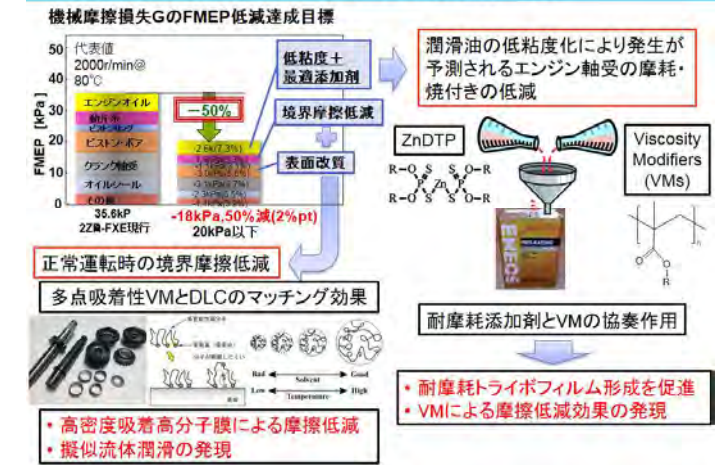 機械摩擦損失GのFMEP低減達成目標
FMEP [kPa]
50
40
30
20
10
0
代表値
2000r/min@
80℃
エンジンオイル
ピストンリング
ピストン・ボア
クランク軸受
オイルシール
その他
35.6kP
2ZR-FXE現行
-50%
-2.6k(7.3%)
-18kPa,50%減(2%pt)
20kPa以下
低粘度＋
最適添加剤
境界摩擦低減
表面改質
潤滑油の低粘度化により発生が
予測されるエンジン軸受の摩耗・
焼付きの低減
ZnDTP
R-O
S
S
O-R
P
Zn
P
R-O
S
S
O-R
Viscosity
Modifiers
(VMs)
n
O
O
R
ENEOS
正常運転時の境界摩擦低減
多点吸着性VMとDLCのマッチング効果
Bad
Solvent
Good
Low
Temperature
High
・高密度吸着高分子膜による摩擦低減
・擬似流体潤滑の発現
耐摩耗添加剤とVMの協奏作用
・耐摩耗トライボフィルム形成を促進
・VMによる摩擦低減効果の発現